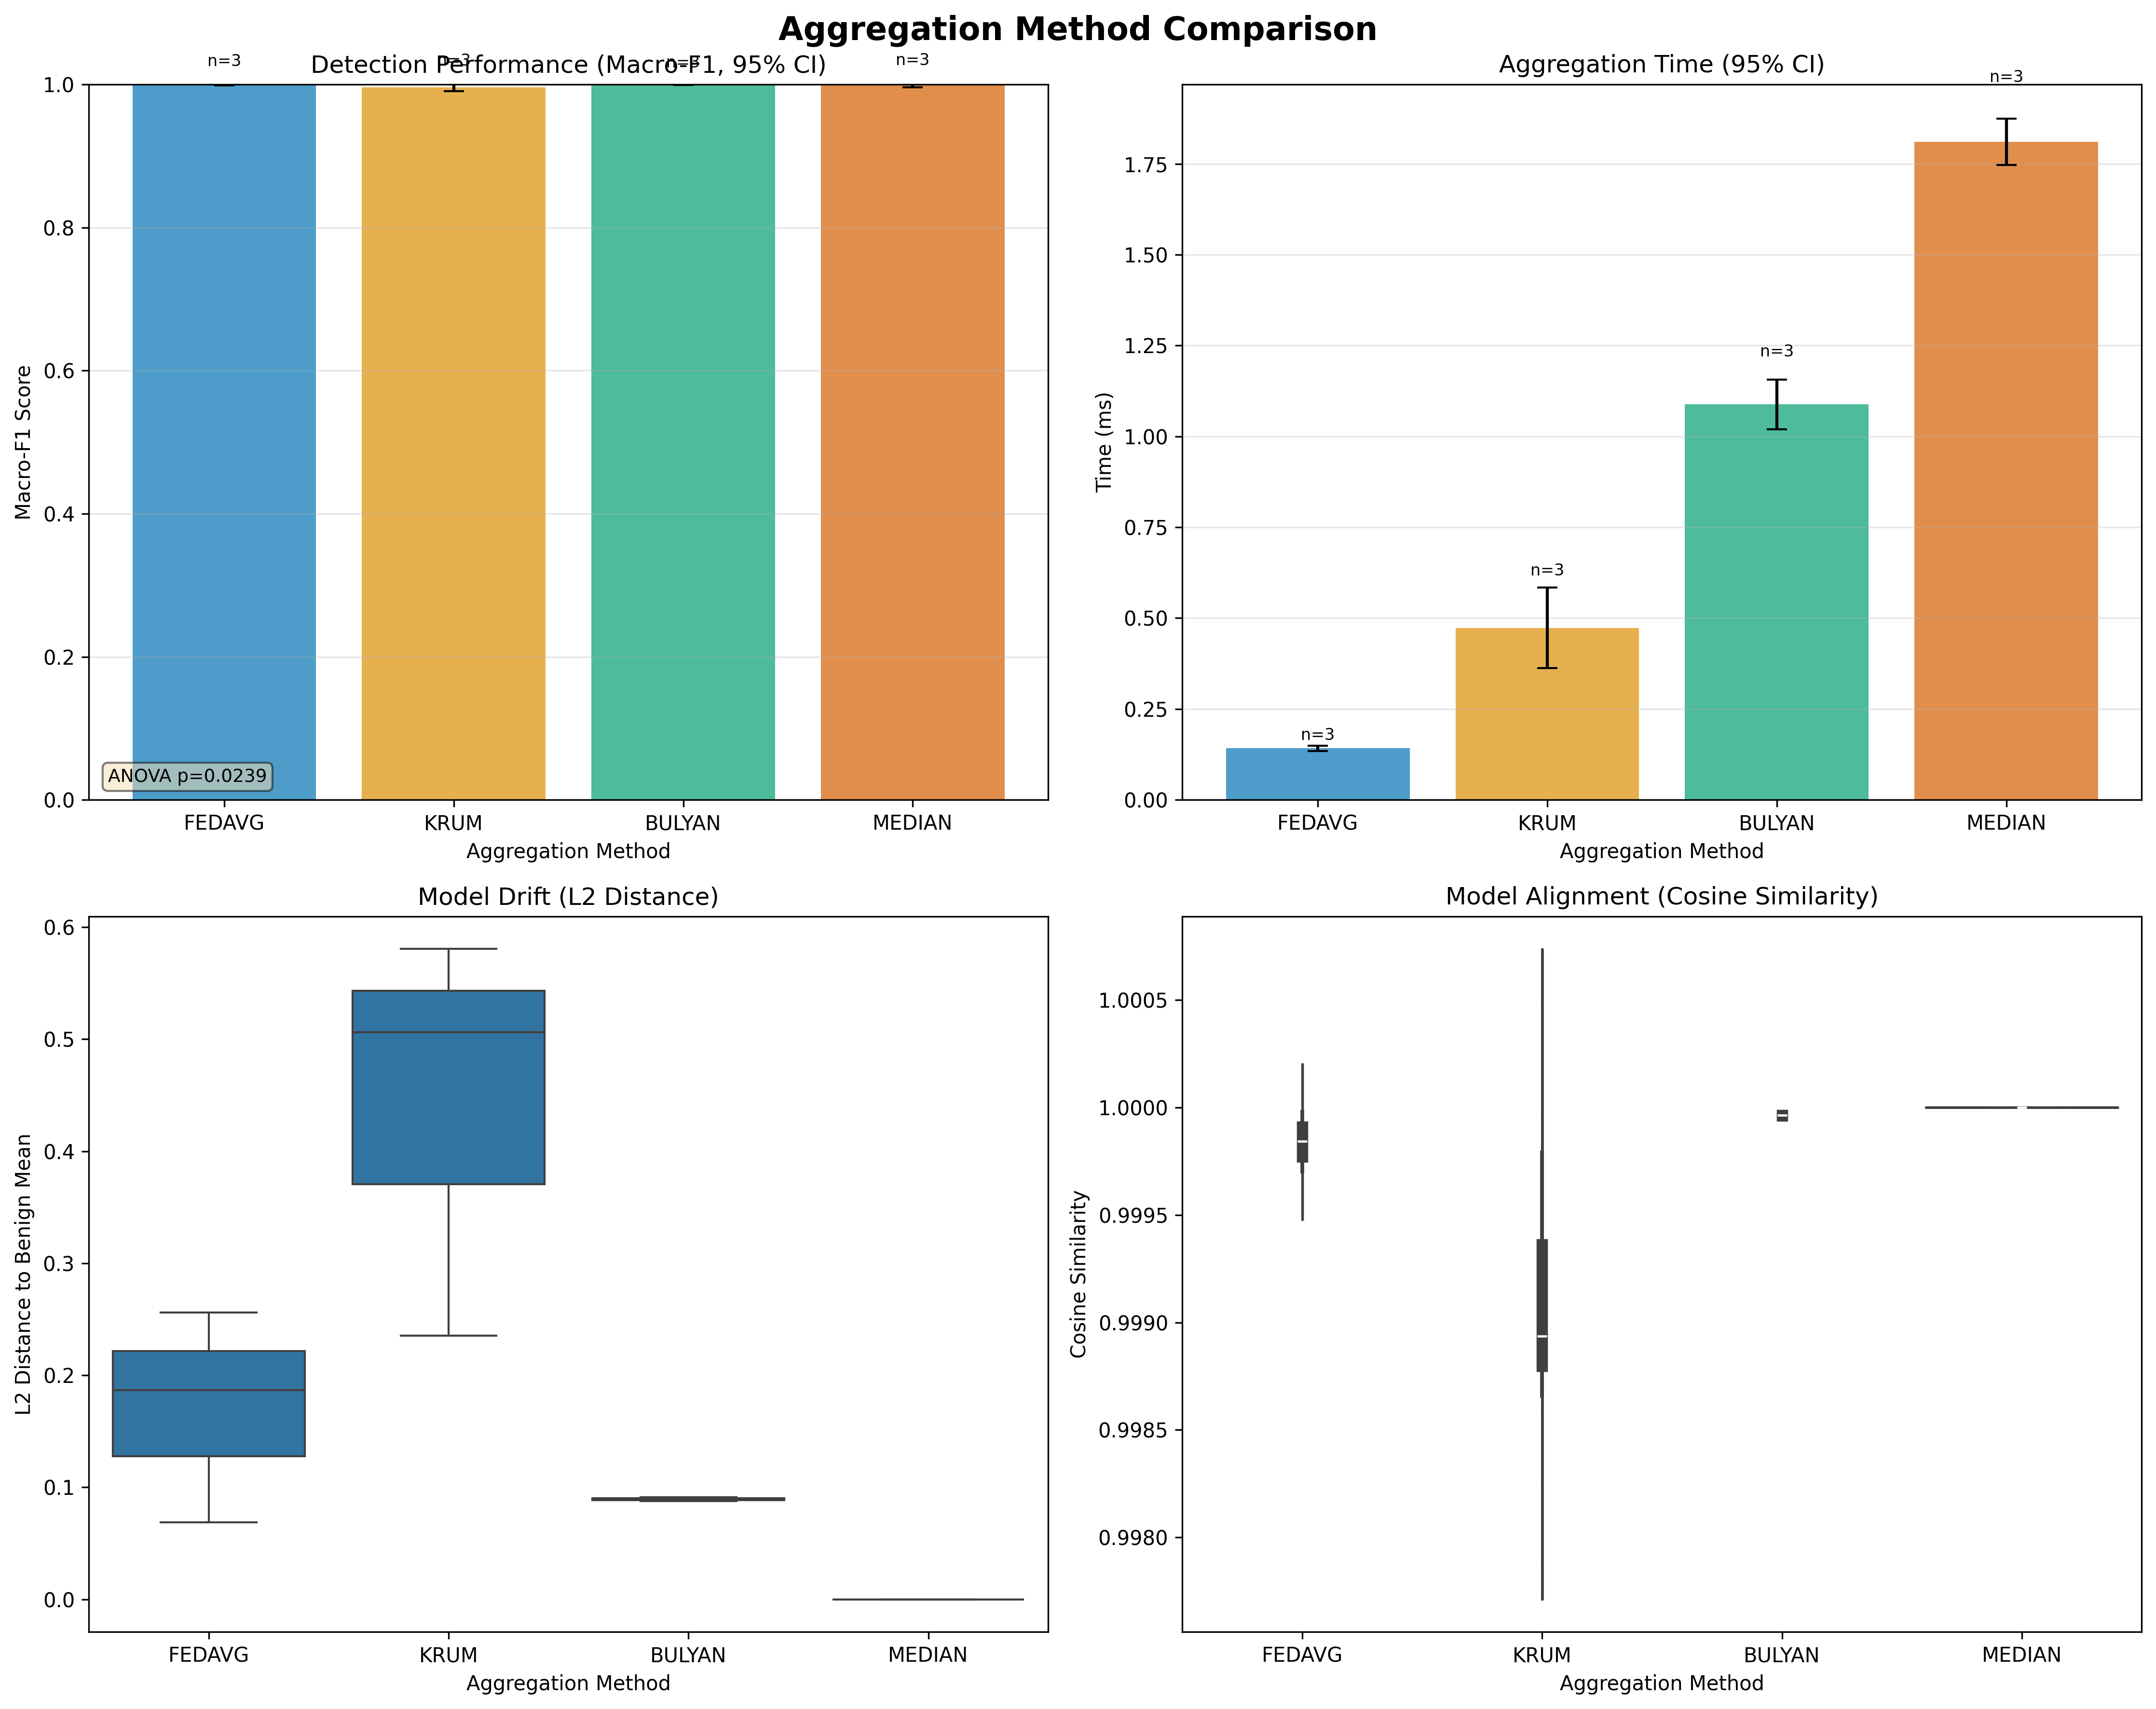 Aggregation Method Comparison
Detection Performance (Macro-F1, 95% CI)
n=3
n=3
n=3
n=3
1.0
0.8
0.6
0.4
0.2
0.0
Macro-F1 Score
ANOVA p=0.0239
FEDAVG
KRUM
BULYAN
MEDIAN
Aggregation Method
Aggregation Time (95% CI)
n=3
n=3
n=3
n=3
1.75
1.50
1.25
1.00
0.75
0.50
0.25
0.00
Time (ms)
FEDAVG
KRUM
BULYAN
MEDIAN
Aggregation Method
Model Drift (L2 Distance)
0.6
0.5
0.4
0.3
0.2
0.1
0.0
L2 Distance to Benign Mean
FEDAVG
KRUM
BULYAN
MEDIAN
Aggregation Method
Model Alignment (Cosine Similarity)
1.0005
1.0000
0.9995
0.9990
0.9985
0.9980
Cosine Similarity
FEDAVG
KRUM
BULYAN
MEDIAN
Aggregation Method